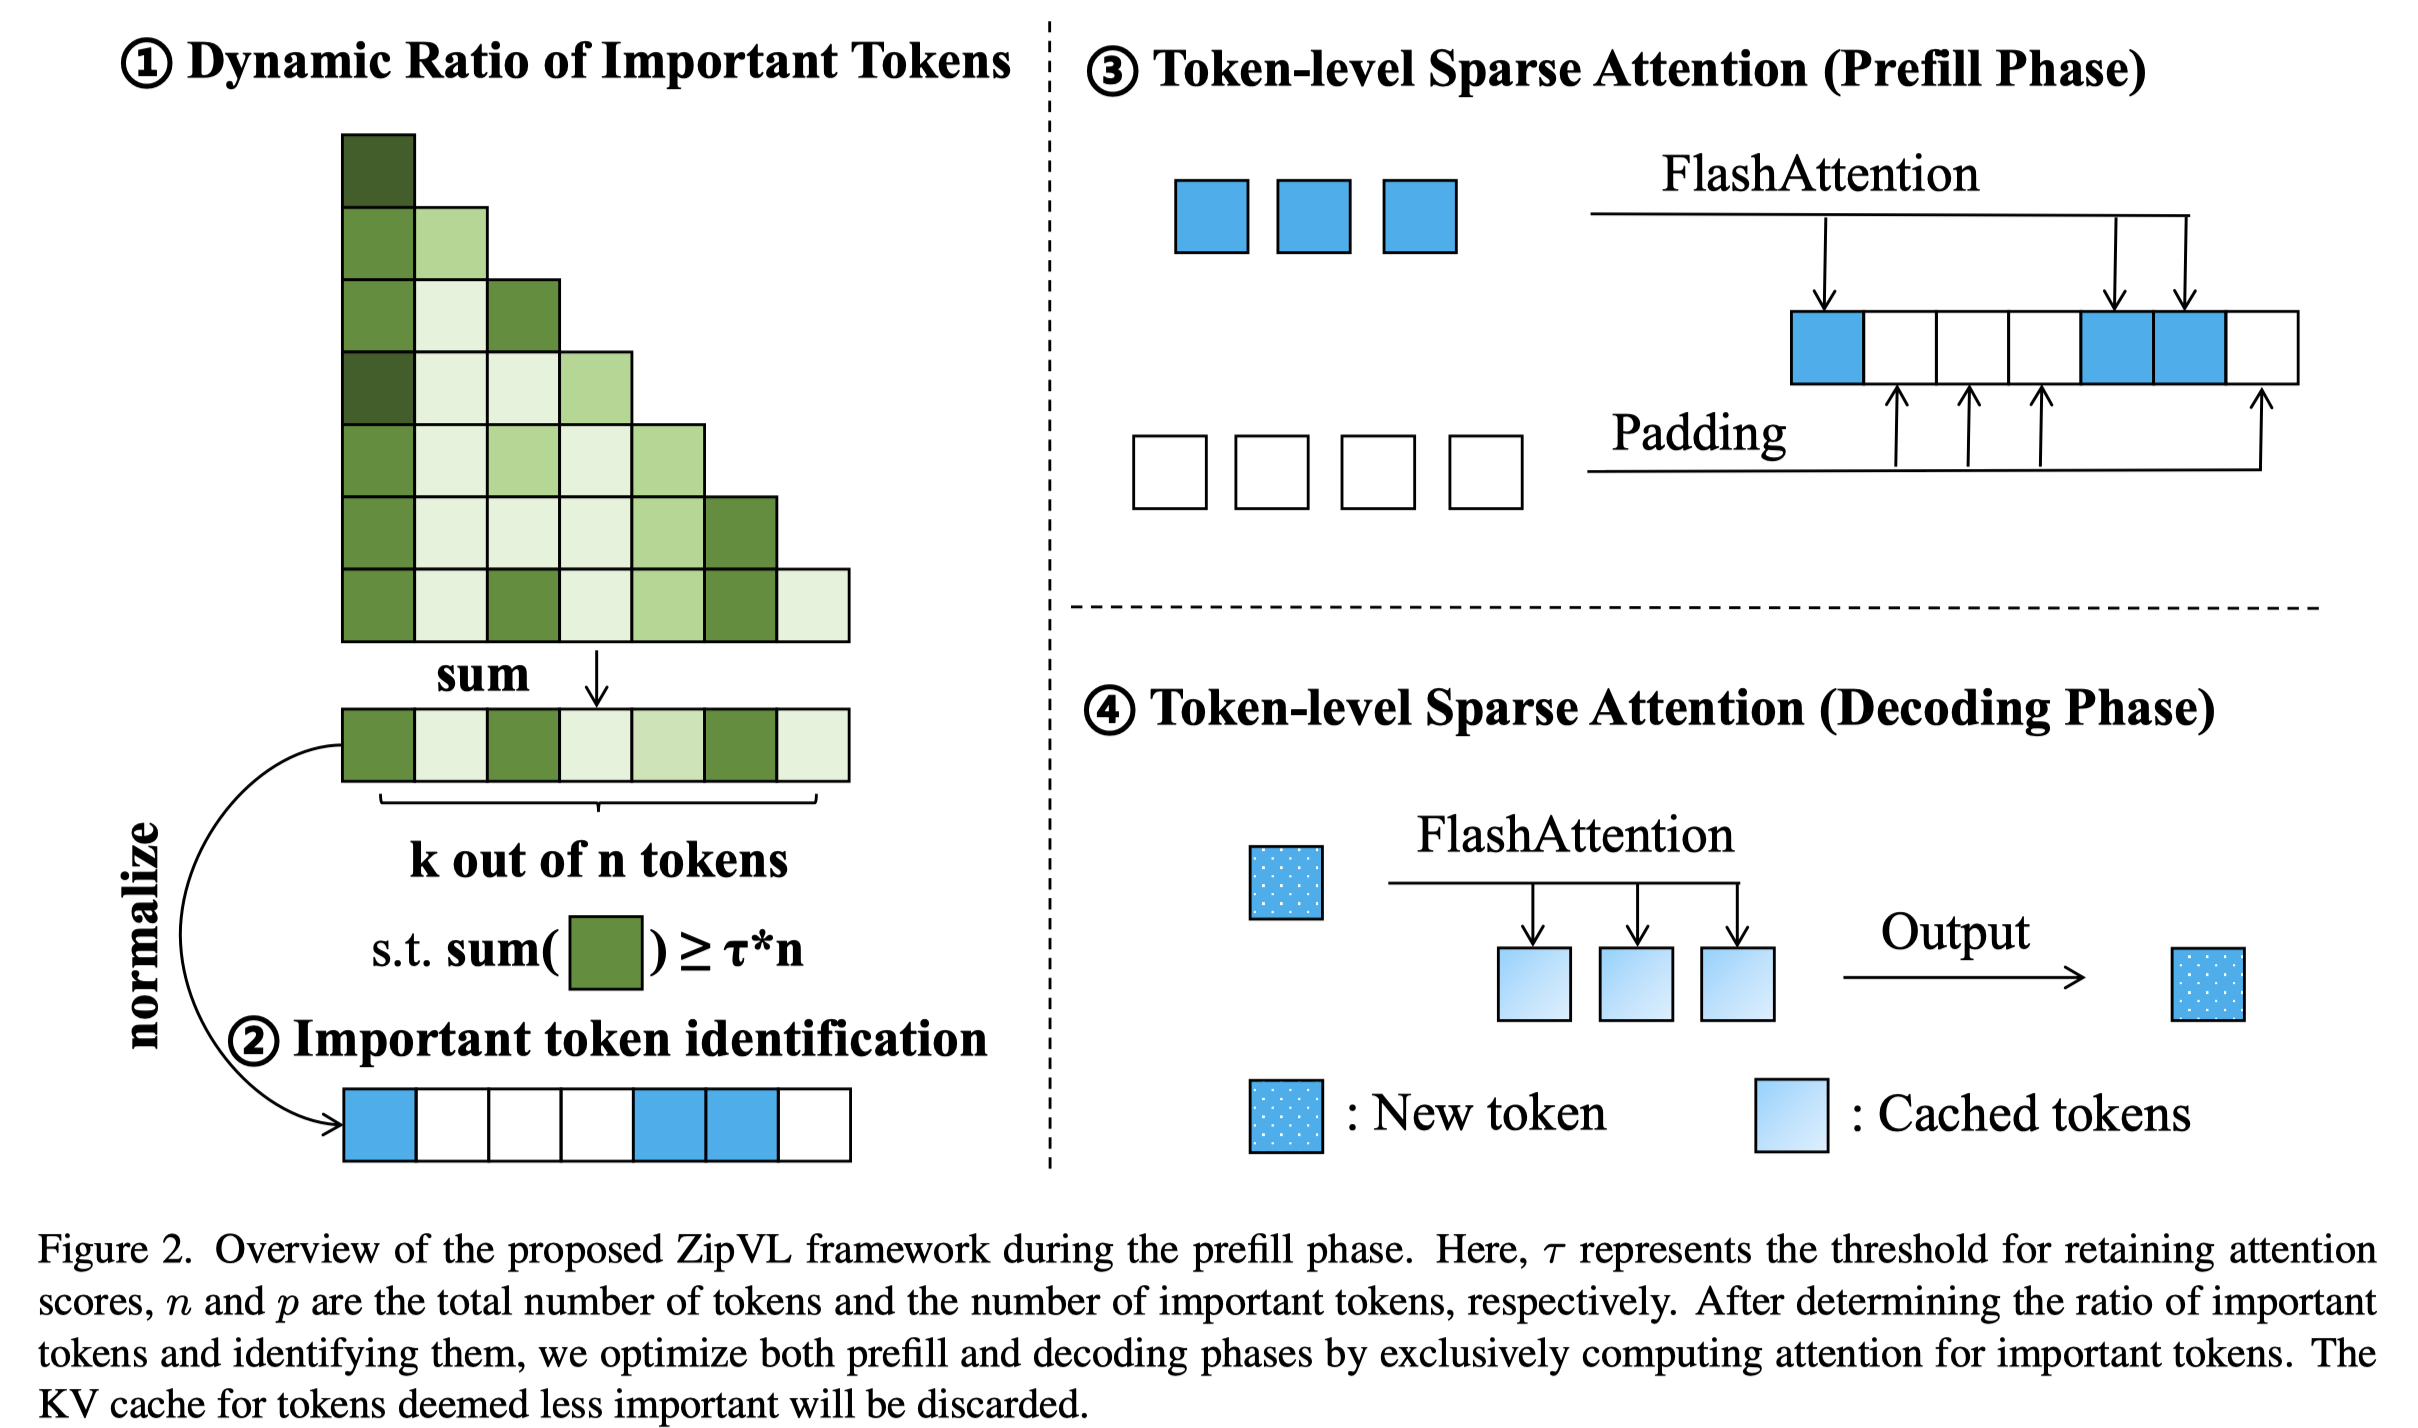 ① Dynamic Ratio of Important Tokens
sum
k out of n tokens
s.t. sum( ) ≥ τ*n
normalize
② Important token identification
③ Token-level Sparse Attention (Prefill Phase)
FlashAttention
Padding
④ Token-level Sparse Attention (Decoding Phase)
FlashAttention
Output
: New token
: Cached tokens
Figure 2. Overview of the proposed ZipVL framework during the prefill phase. Here, τ represents the threshold for retaining attention
scores, n and p are the total number of tokens and the number of important tokens, respectively. After determining the ratio of important
tokens and identifying them, we optimize both prefill and decoding phases by exclusively computing attention for important tokens. The
KV cache for tokens deemed less important will be discarded.